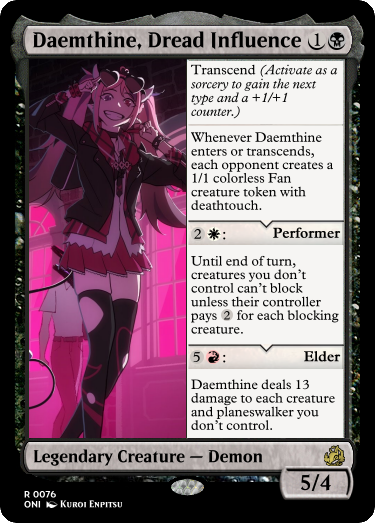 Daemthine, Dread Influence 1
Transcend (Activate as a
sorcery to gain the next
type and a +1/+1
counter.)
Whenever Daemthine
enters or transcends,
each opponent creates a
1/1 colorless Fan
creature token with
deathtouch.
2 : Performer
Until end of turn,
creatures you don't
control can't block
unless their controller
pays 2 for each blocking
creature.
5 : Elder
Daemthine deals 13
damage to each creature
and planeswalker you
don't control.
Legendary Creature — Demon
5/4
R 0076
ONI Kuroi Enpitsu